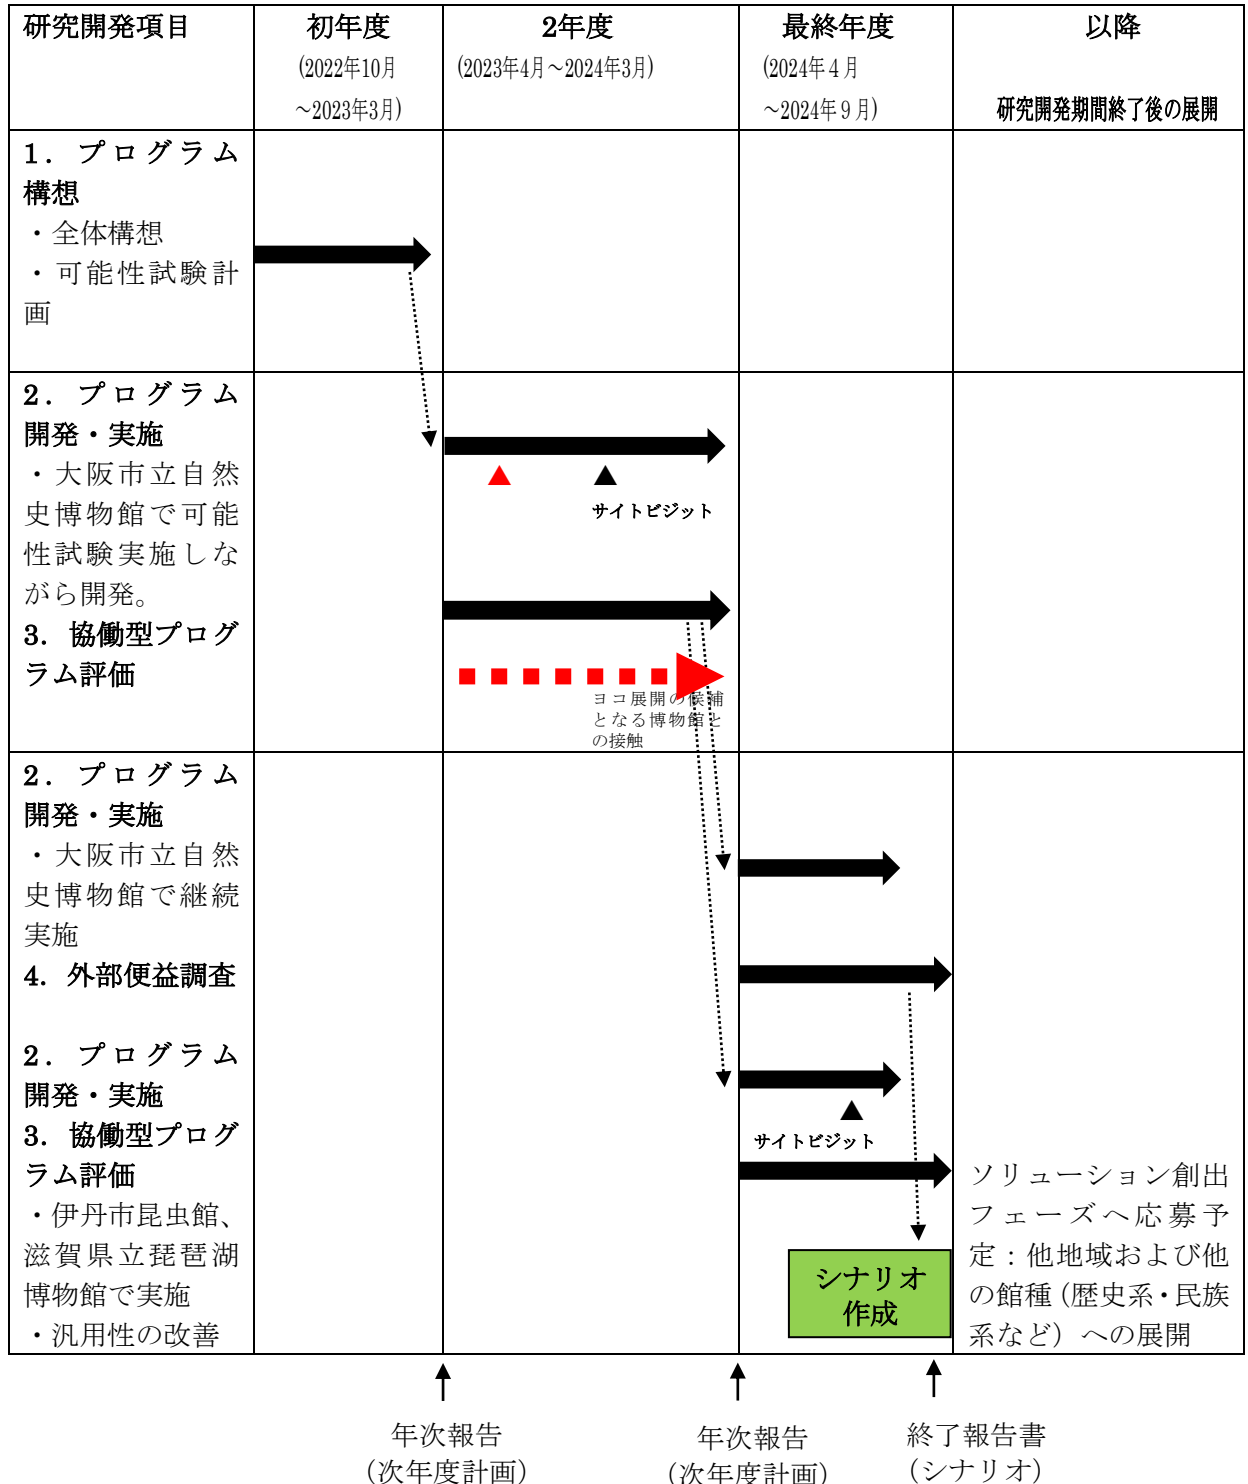 研究開発項目
初年度
(2022年10月
～2023年3月)
2年度
(2023年4月～2024年3月)
最終年度
(2024年４月
～2024年９月)
以降
研究開発期間終了後の展開
1．プログラム
構想
・全体構想
・可能性試験計
画
2．プログラム
開発・実施
・大阪市立自然
史博物館で可能
性試験実施しな
がら開発。
3．協働型プログ
ラム評価
サイトビジット
ヨコ展開の候補
となる博物館と
の接触
2．プログラム
開発・実施
・大阪市立自然
史博物館で継続
実施
4．外部便益調査
2．プログラム
開発・実施
3．協働型プログ
ラム評価
・伊丹市昆虫館、
滋賀県立琵琶湖
博物館で実施
・汎用性の改善
サイトビジット
シナリオ
作成
ソリューション創出
フェーズへ応募予
定：他地域および他
の館種（歴史系・民族
系など）への展開
年次報告
（次年度計画）
年次報告
（次年度計画）
終了報告書
（シナリオ）